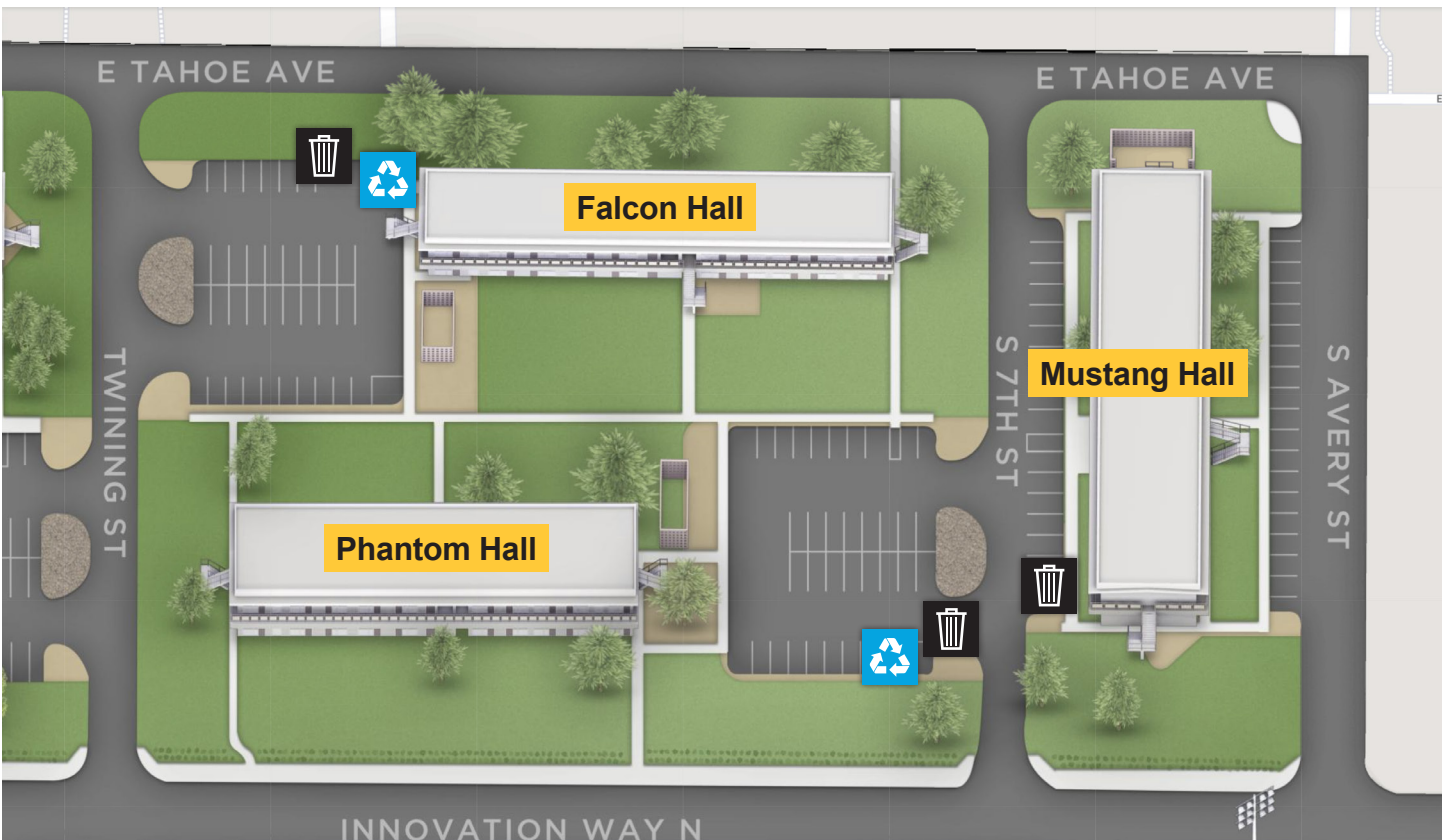 E TAHOE AVE
E TAHOE AVE
E
Falcon Hall
TWINING ST
S 7TH ST
Mustang Hall
S AVERY ST
Phantom Hall
INNOVATION WAY N